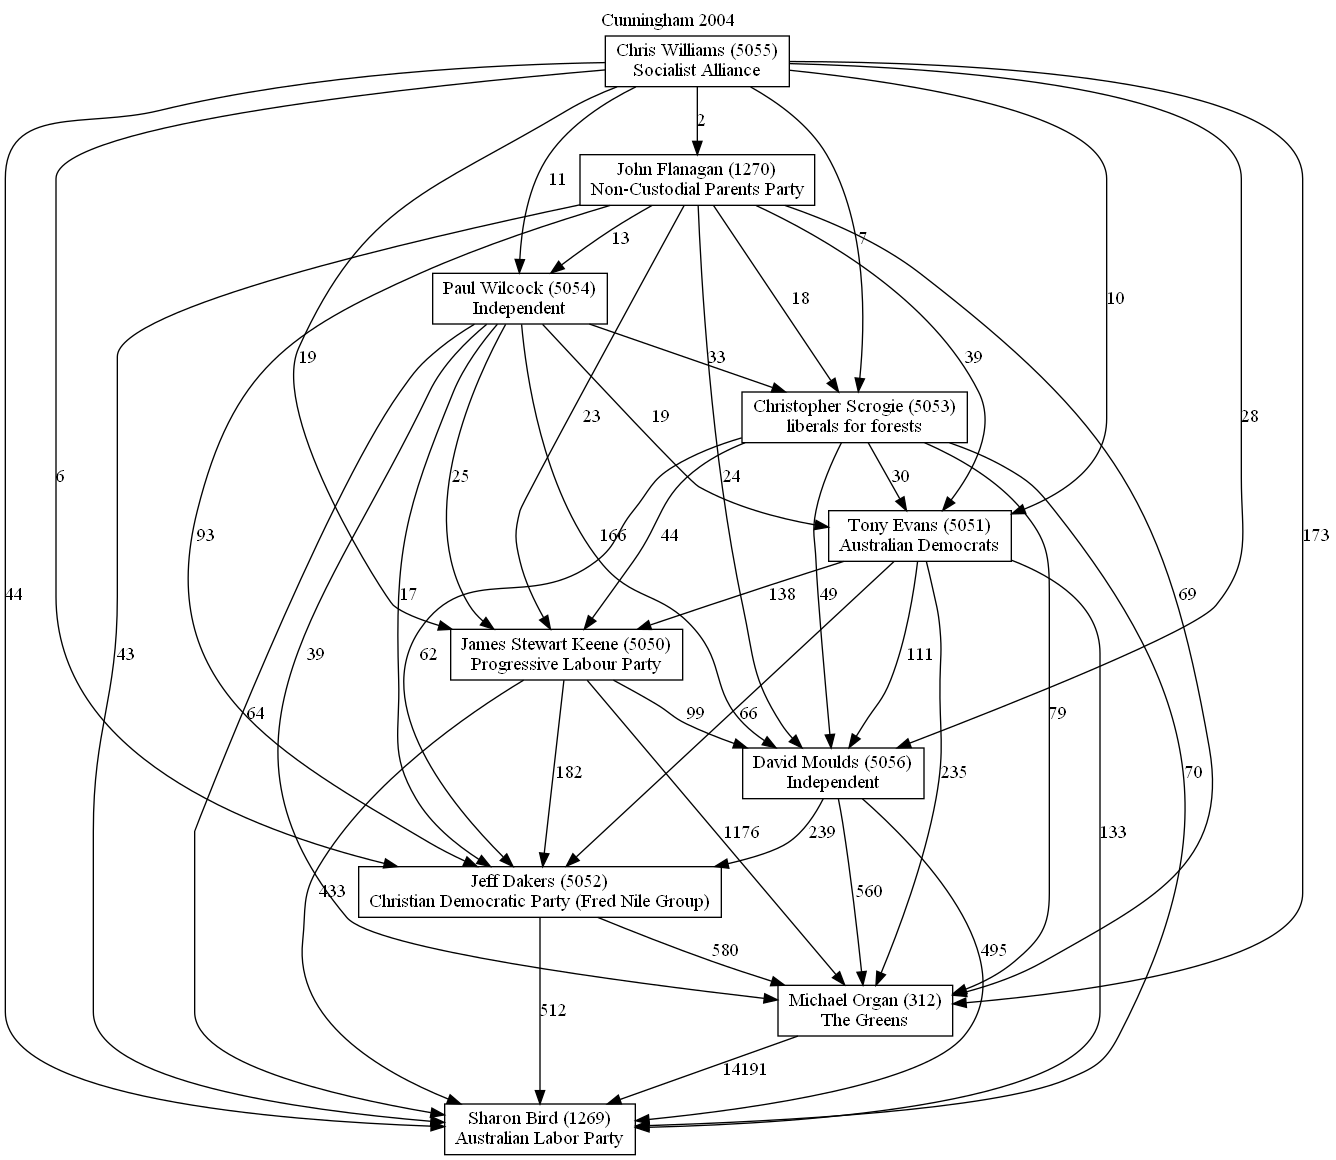 Cunningham 2004
Chris Williams (5055)
Socialist Alliance
2
John Flanagan (1270)
Non-Custodial Parents Party
11
13
7
Paul Wilcock (5054)
Independent
18
10
19
23
33
39
Christopher Scrogie (5053)
liberals for forests
19
28
6
25
24
30
Tony Evans (5051)
Australian Democrats
93
166
44
173
44
17
138
49
69
James Stewart Keene (5050)
Progressive Labour Party
43
39
62
111
64
99
66
79
David Moulds (5056)
Independent
182
235
70
1176
239
133
Jeff Dakers (5052)
Christian Democratic Party (Fred Nile Group)
433
560
580
495
Michael Organ (312)
The Greens
512
14191
Sharon Bird (1269)
Australian Labor Party